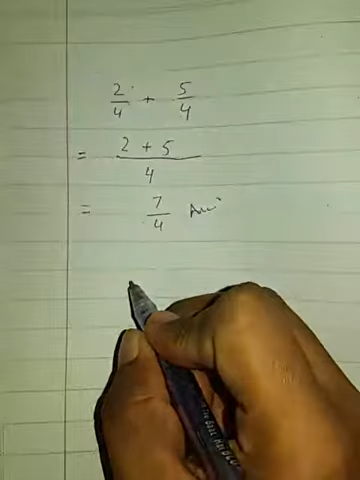 2/4 + 5/4
= (2 + 5)/4
= 7/4 Ans